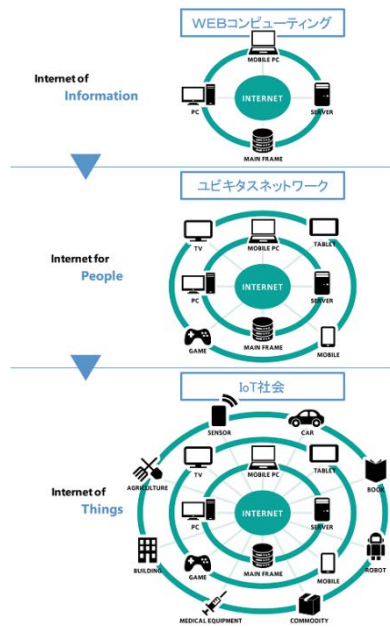 WEBコンピューティング
MOBILE PC
Internet of
Information
PC
INTERNET
SERVER
MAIN FRAME
ユビキタスネットワーク
TV
MOBILE PC
TABLET
Internet for
People
PC
INTERNET
SERVER
GAME
MAIN FRAME
MOBILE
IoT社会
SENSOR
CAR
TV
MOBILE PC
TABLET
AGRICULTURE
BOOK
Internet of
Things
PC
INTERNET
SERVER
BUILDING
GAME
MAIN FRAME
MOBILE
ROBOT
MEDICAL EQUIPMENT
COMMODITY